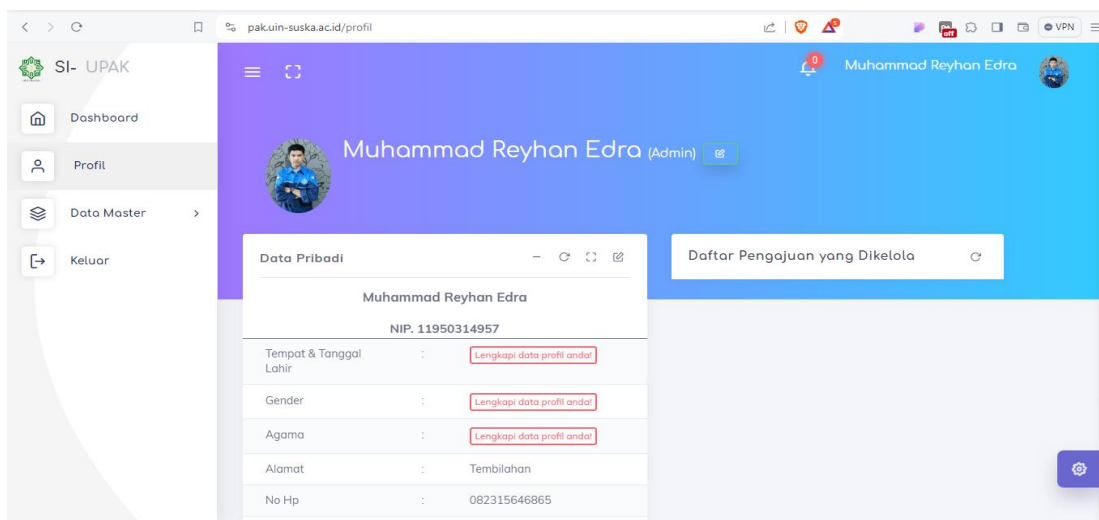 pak.uin-suska.ac.id/profil
off
VPN
SI- UPAK
0
Muhammad Reyhan Edra
Dashboard
Profil
Data Master
Keluar
Muhammad Reyhan Edra (Admin)
Data Pribadi
Muhammad Reyhan Edra
NIP. 11950314957
Tempat & Tanggal
Lahir
:
Lengkapi data profil anda!
Gender : Lengkapi data profil anda!
Agama : Lengkapi data profil anda!
Alamat : Tembilahan
No Hp : 082315646865
Daftar Pengajuan yang Dikelola